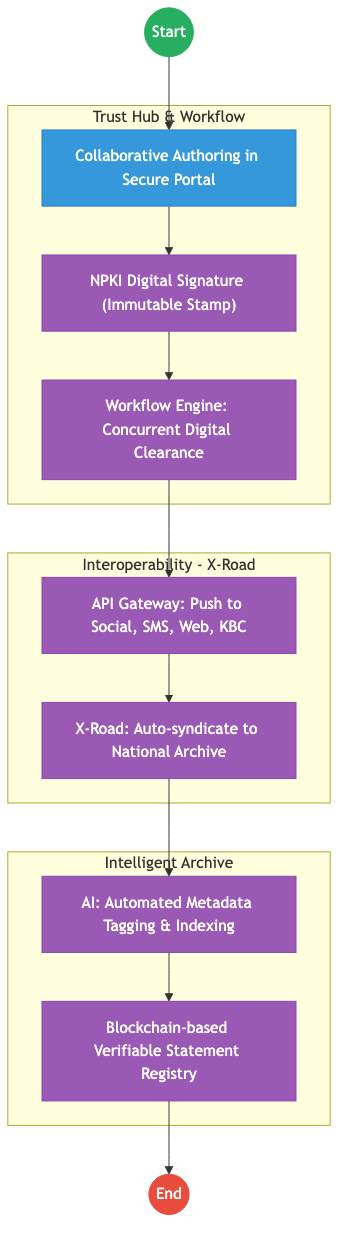 Start
Trust Hub & Workflow
Collaborative Authoring in
Secure Portal
NPKI Digital Signature
(Immutable Stamp)
Workflow Engine:
Concurrent Digital
Clearance
Interoperability - X-Road
API Gateway: Push to
Social, SMS, Web, KBC
X-Road: Auto-syndicate to
National Archive
Intelligent Archive
AI: Automated Metadata
Tagging & Indexing
Blockchain-based
Verifiable Statement
Registry
End